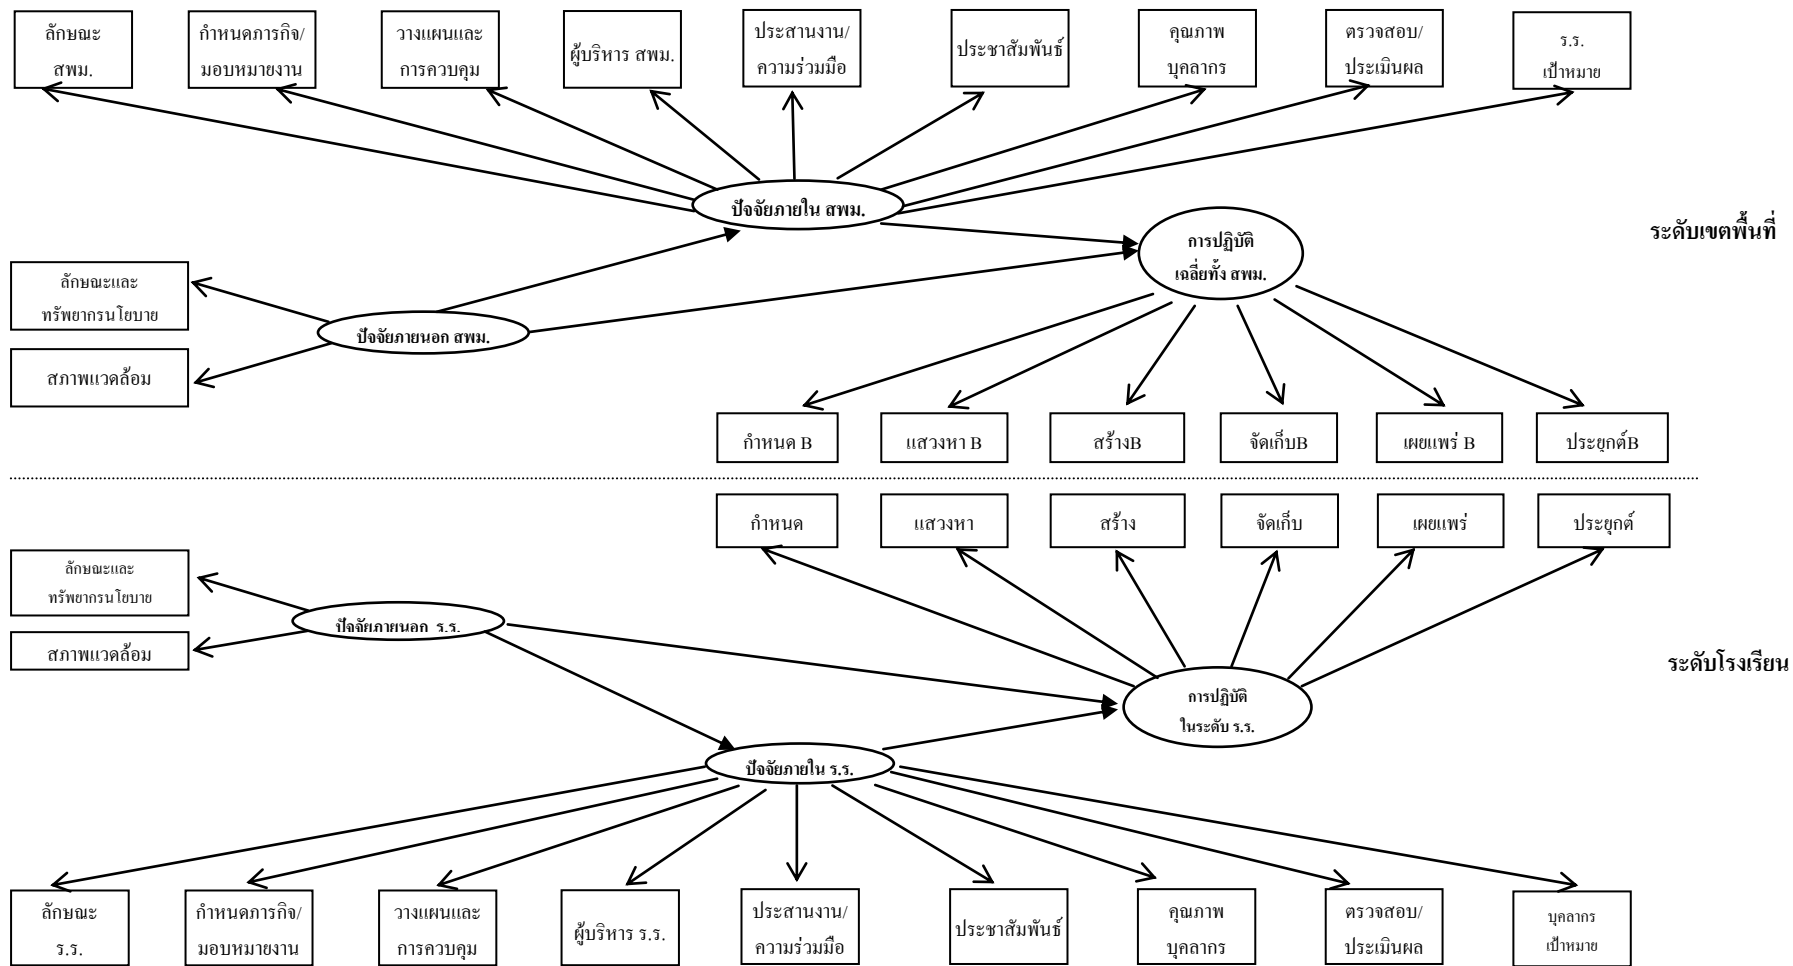 ลักษณะ
สพม.
กำหนดภารกิจ/
มอบหมายงาน
วางแผนและ
การควบคุม
ผู้บริหาร สพม.
ประสานงาน/
ความร่วมมือ
ประชาสัมพันธ์
คุณภาพ
บุคลากร
ตรวจสอบ/
ประเมินผล
ร.ร.
เป้าหมาย
ปัจจัยภายใน สพม.
ระดับเขตพื้นที่
การปฏิบัติ
เฉลี่ยทั้ง สพม.
ลักษณะและ
ทรัพยากรนโยบาย
ปัจจัยภายนอก สพม.
สภาพแวดล้อม
กำหนด B
แสวงหา B
สร้างB
จัดเก็บB
เผยแพร่ B
ประยุกต์B
กำหนด
แสวงหา
สร้าง
จัดเก็บ
เผยแพร่
ประยุกต์
ลักษณะและ
ทรัพยากรนโยบาย
ปัจจัยภายนอก ร.ร.
สภาพแวดล้อม
ระดับโรงเรียน
การปฏิบัติ
ในระดับ ร.ร.
ปัจจัยภายใน ร.ร.
ลักษณะ
ร.ร.
กำหนดภารกิจ/
มอบหมายงาน
วางแผนและ
การควบคุม
ผู้บริหาร ร.ร.
ประสานงาน/
ความร่วมมือ
ประชาสัมพันธ์
คุณภาพ
บุคลากร
ตรวจสอบ/
ประเมินผล
บุคลากร
เป้าหมาย